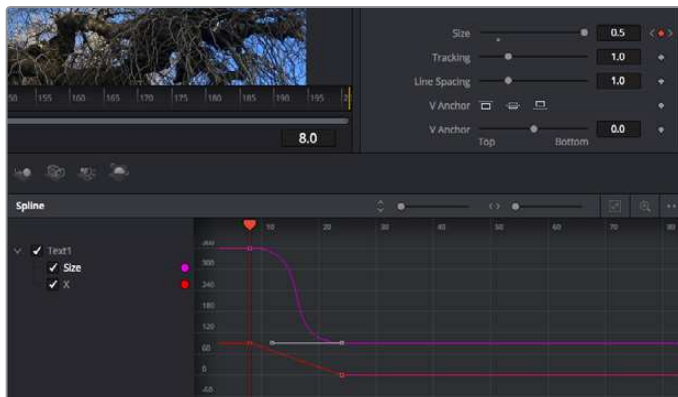 Size 0.5
Tracking 1.0
Line Spacing 1.0
V Anchor
V Anchor 0.0
Top Bottom
155 160 165 170 175 180 185 190 195
8.0
Spline
10 20 30 40 50 60 70 80
Text1
Size
X
300
240
180
120
60
0
-60